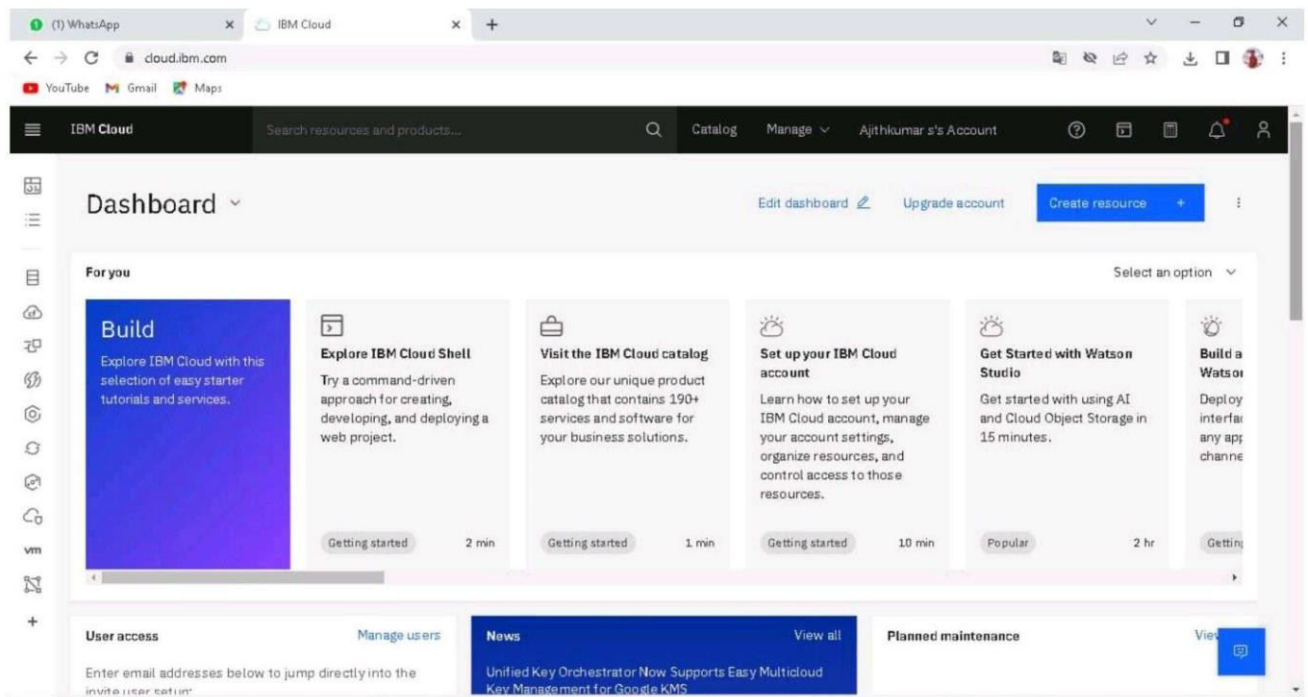 (1) WhatsApp
IBM Cloud
cloud.ibm.com
YouTube Gmail Maps
IBM Cloud
Search resources and products...
Catalog
Manage
Ajithkumar s's Account
Dashboard
Edit dashboard
Upgrade account
Create resource +
For you
Select an option
Build
Explore IBM Cloud with this
selection of easy starter
tutorials and services.
Explore IBM Cloud Shell
Try a command-driven
approach for creating,
developing, and deploying a
web project.
Getting started 2 min
Visit the IBM Cloud catalog
Explore our unique product
catalog that contains 190+
services and software for
your business solutions.
Getting started 1 min
Set up your IBM Cloud
account
Learn how to set up your
IBM Cloud account, manage
your account settings,
organize resources, and
control access to those
resources.
Getting started 10 min
Get Started with Watson
Studio
Get started with using AI
and Cloud Object Storage in
15 minutes.
Popular 2 hr
Build a
Deploy
any app
vm
User access
Manage users
Enter email addresses below to jump directly into the
invite user setup:
News
View all
Unified Key Orchestrator Now Supports Easy Multicloud
Key Management for Google KMS
Planned maintenance